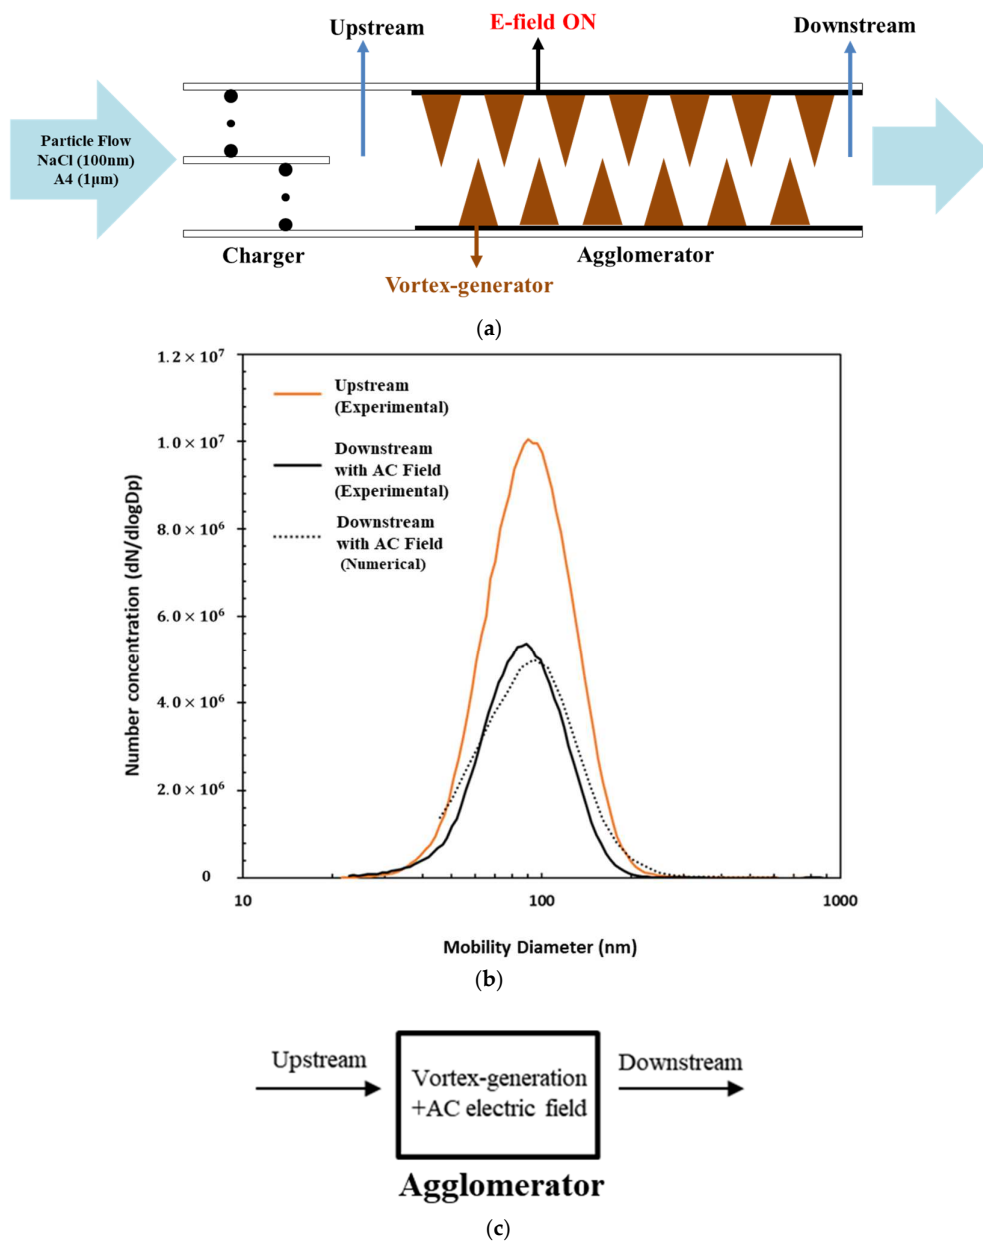 Upstream
E-field ON
Downstream
Particle Flow
NaCl (100nm)
A4 (1μm)
Charger
Agglomerator
Vortex-generator
(a)
1.2 × 10⁷
1.0 × 10⁷
8.0 × 10⁶
6.0 × 10⁶
4.0 × 10⁶
2.0 × 10⁶
0
Number concentration (dN/dlogDp)
Upstream
(Experimental)
Downstream
with AC Field
(Experimental)
Downstream
with AC Field
(Numerical)
10
100
1000
Mobility Diameter (nm)
(b)
Upstream
Vortex-generation
+AC electric field
Downstream
Agglomerator
(c)